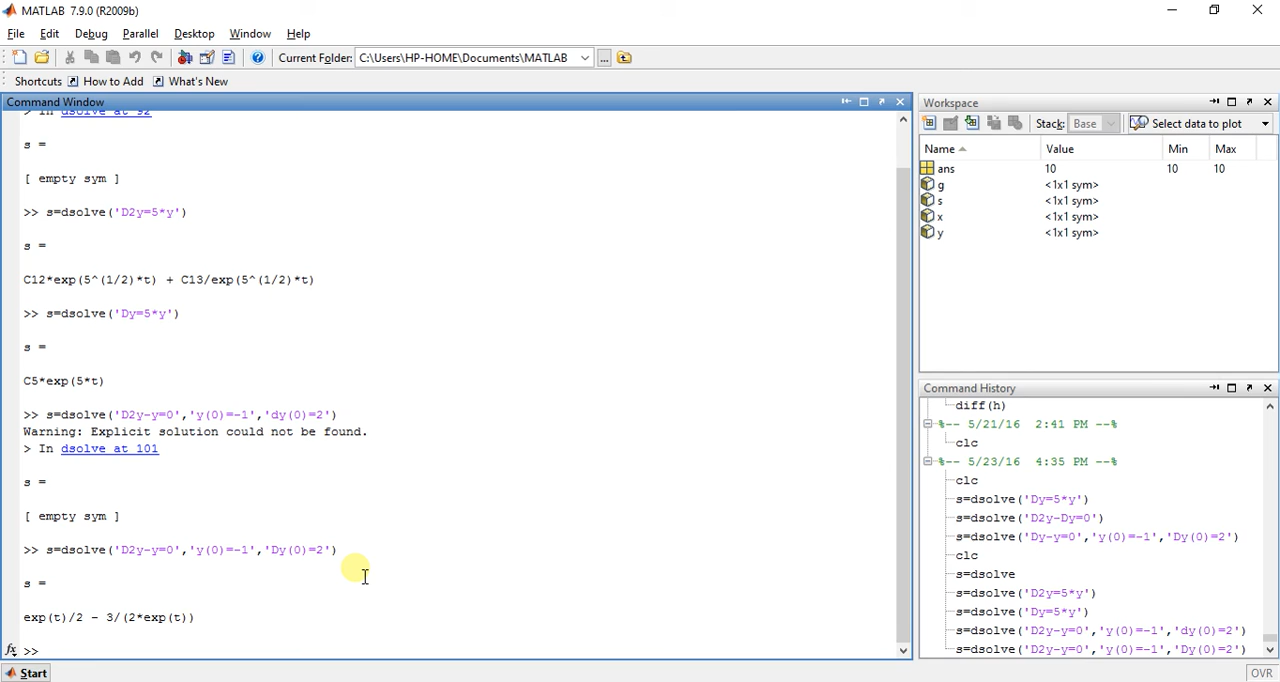 MATLAB 7.9.0 (R2009b)
File Edit Debug Parallel Desktop Window Help
Current Folder: C:\Users\HP-HOME\Documents\MATLAB
Shortcuts How to Add What's New
Command Window
> In dsolve at 92
s =
[ empty sym ]
>> s=dsolve('D2y=5*y')
s =
C12*exp(5^(1/2)*t) + C13/exp(5^(1/2)*t)
>> s=dsolve('Dy=5*y')
s =
C5*exp(5*t)
>> s=dsolve('D2y-y=0','y(0)=-1','dy(0)=2')
Warning: Explicit solution could not be found.
> In dsolve at 101
s =
[ empty sym ]
>> s=dsolve('D2y-y=0','y(0)=-1','Dy(0)=2')
s =
exp(t)/2 - 3/(2*exp(t))
fx >>
Workspace
Stack: Base Select data to plot
Name Value Min Max
ans 10 10 10
g <1x1 sym>
s <1x1 sym>
x <1x1 sym>
y <1x1 sym>
Command History
diff(h)
%-- 5/21/16 2:41 PM --%
clc
%-- 5/23/16 4:35 PM --%
clc
s=dsolve('Dy=5*y')
s=dsolve('D2y-Dy=0')
s=dsolve('Dy-y=0','y(0)=-1','Dy(0)=2')
clc
s=dsolve
s=dsolve('D2y=5*y')
s=dsolve('Dy=5*y')
s=dsolve('D2y-y=0','y(0)=-1','dy(0)=2')
s=dsolve('D2y-y=0','y(0)=-1','Dy(0)=2')
Start
OVR